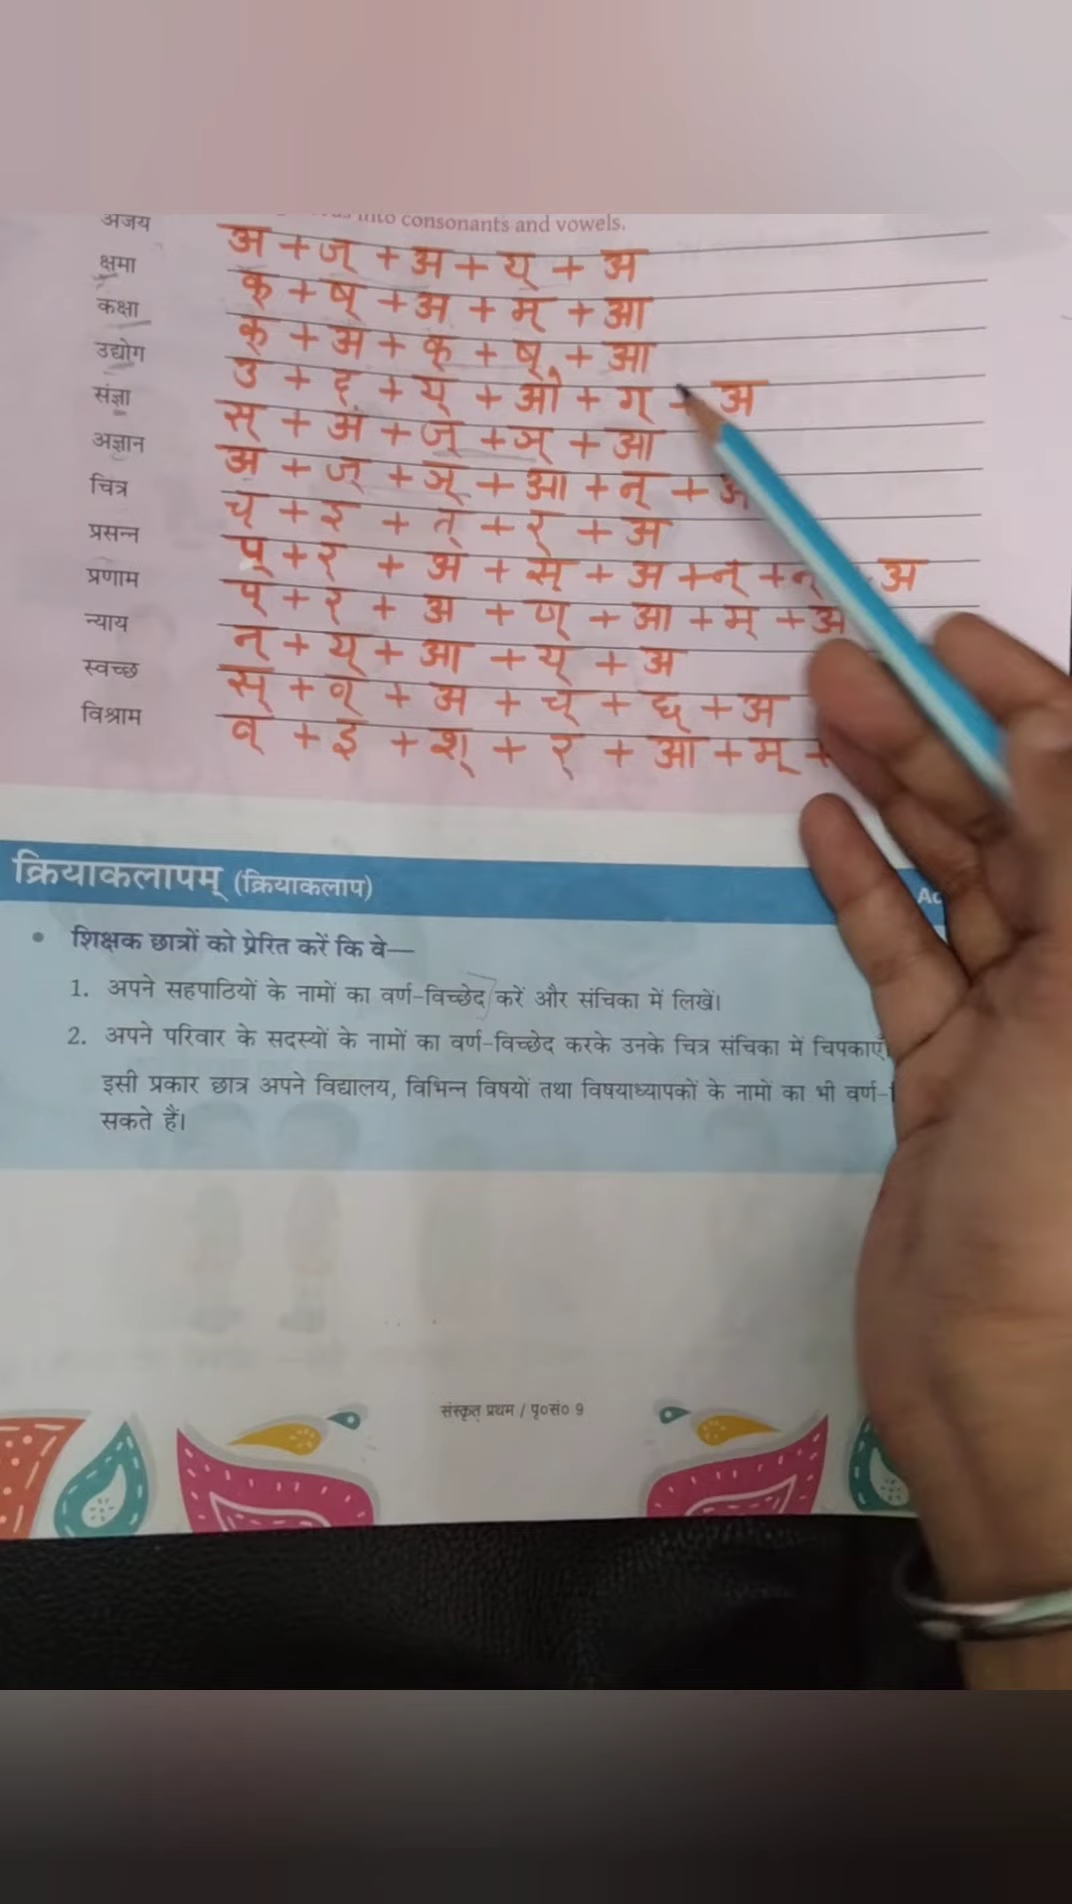 into consonants and vowels.
अजय अ + ज् + अ + य् + अ
क्षमा क् + ष् + अ + म् + आ
कक्षा क् + अ + क् + ष् + आ
उद्योग उ + द् + य् + ओ + ग् + अ
संज्ञा स् + अं + ज् + ञ् + आ
अज्ञान अ + ज् + ञ् + आ + न् + अ
चित्र च् + इ + त् + र् + अ
प्रसन्न प् + र् + अ + स् + अ + न् + न् + अ
प्रणाम प् + र् + अ + ण् + आ + म् + अ
न्याय न् + य् + आ + य् + अ
स्वच्छ स् + व् + अ + च् + छ् + अ
विश्राम व् + इ + श् + र् + आ + म् +
क्रियाकलापम् (क्रियाकलाप)
• शिक्षक छात्रों को प्रेरित करें कि वे—
1. अपने सहपाठियों के नामों का वर्ण-विच्छेद करें और संचिका में लिखें।
2. अपने परिवार के सदस्यों के नामों का वर्ण-विच्छेद करके उनके चित्र संचिका में चिपकाएँ
इसी प्रकार छात्र अपने विद्यालय, विभिन्न विषयों तथा विषयाध्यापकों के नामों का भी वर्ण-
सकते हैं।
संस्कृत प्रथम / पृ०सं० 9